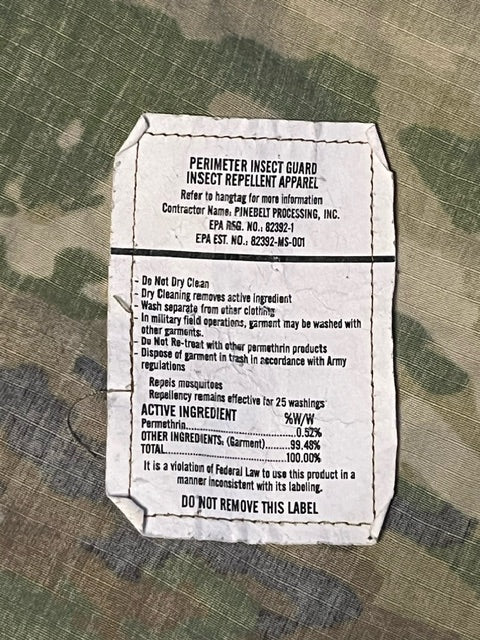 PERIMETER INSECT GUARD
INSECT REPELLENT APPAREL
Refer to hangtag for more information
Contractor Name: PINEBELT PROCESSING, INC.
EPA REG. NO.: 82392-1
EPA EST. NO.: 82392-MS-001
- Do Not Dry Clean
- Dry Cleaning removes active ingredient
- Wash separate from other clothing
- In military field operations, garment may be washed with
other garments.
- Do Not Re-treat with other permethrin products
- Dispose of garment in trash in accordance with Army
regulations
Repels mosquitoes
Repellency remains effective for 25 washings
ACTIVE INGREDIENT %W/W
Permethrin..............................0.52%
OTHER INGREDIENTS: (Garment).......99.48%
TOTAL..............................100.00%
It is a violation of Federal Law to use this product in a
manner inconsistent with its labeling.
DO NOT REMOVE THIS LABEL